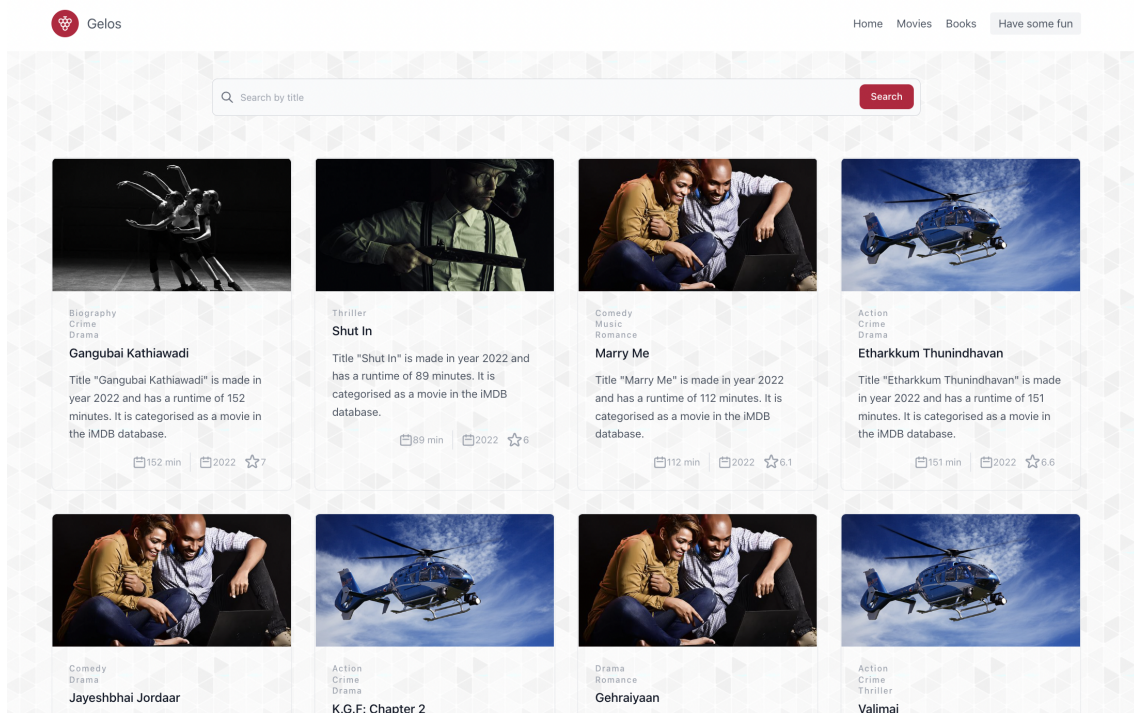 Gelos
Home Movies Books Have some fun
Search by title
Search
Biography
Crime
Drama
Gangubai Kathiawadi
Title "Gangubai Kathiawadi" is made in
year 2022 and has a runtime of 152
minutes. It is categorised as a movie in
the iMDB database.
152 min 2022 7
Thriller
Shut In
Title "Shut In" is made in year 2022 and
has a runtime of 89 minutes. It is
categorised as a movie in the iMDB
database.
89 min 2022 6
Comedy
Music
Romance
Marry Me
Title "Marry Me" is made in year 2022
and has a runtime of 112 minutes. It is
categorised as a movie in the iMDB
database.
112 min 2022 6.1
Action
Crime
Drama
Etharkkum Thunindhavan
Title "Etharkkum Thunindhavan" is made
in year 2022 and has a runtime of 151
minutes. It is categorised as a movie in
the iMDB database.
151 min 2022 6.6
Comedy
Drama
Jayeshbhai Jordaar
Action
Crime
Drama
K.G.F: Chapter 2
Drama
Romance
Gehraiyaan
Action
Crime
Thriller
Valimai